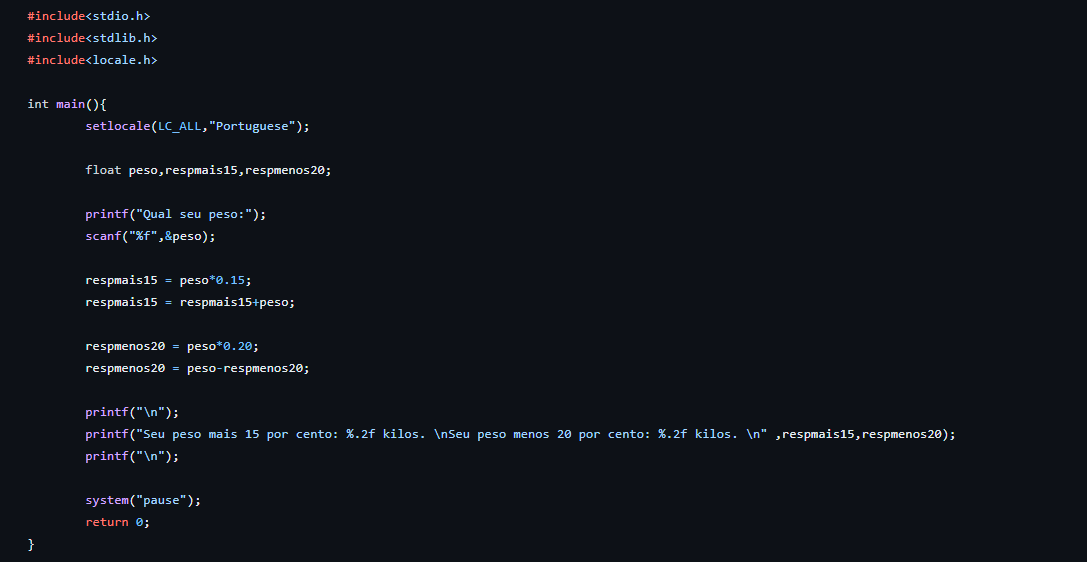 #include<stdio.h>
#include<stdlib.h>
#include<locale.h>
int main(){
setlocale(LC_ALL,"Portuguese");
float peso,respmais15,respmenos20;
printf("Qual seu peso:");
scanf("%f",&peso);
respmais15 = peso*0.15;
respmais15 = respmais15+peso;
respmenos20 = peso*0.20;
respmenos20 = peso-respmenos20;
printf("\n");
printf("Seu peso mais 15 por cento: %.2f kilos. \nSeu peso menos 20 por cento: %.2f kilos. \n" ,respmais15,respmenos20);
printf("\n");
system("pause");
return 0;
}